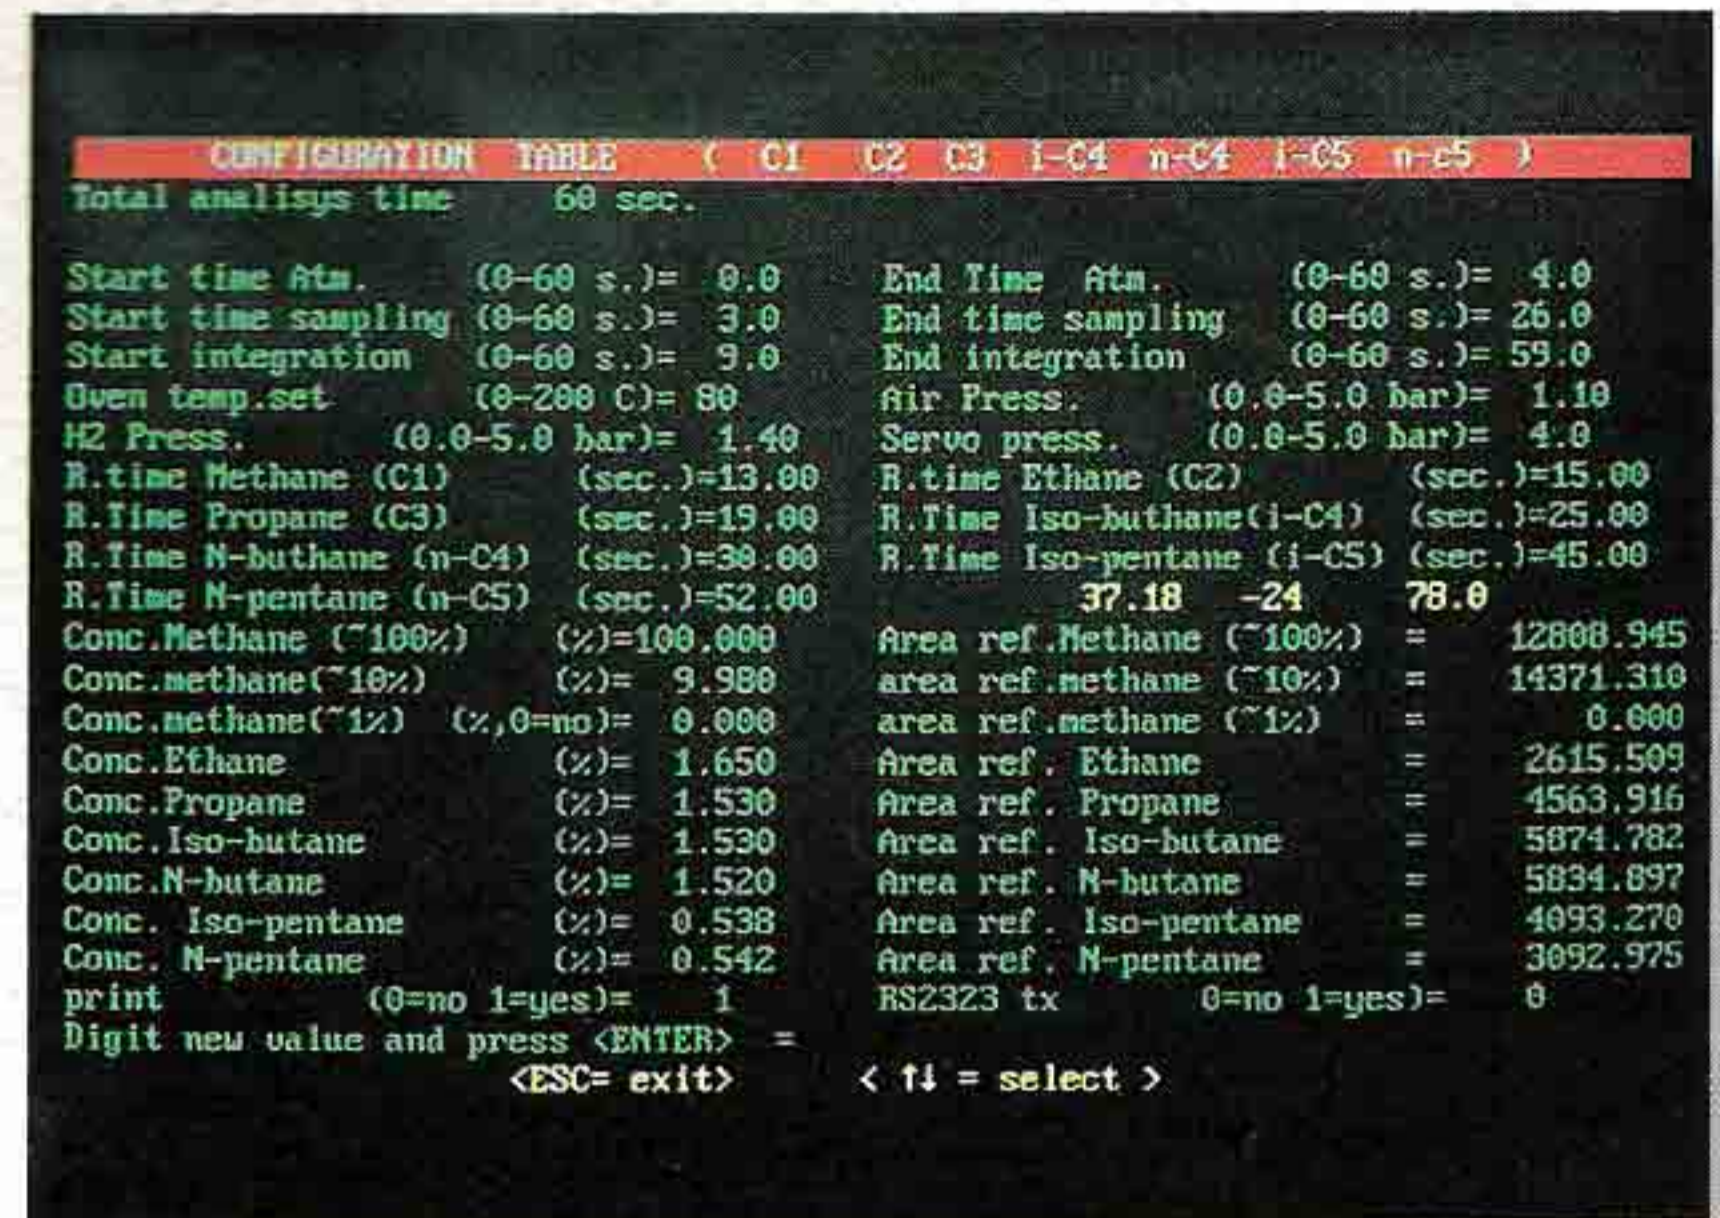 CONFIGURATION TABLE ( C1 C2 C3 i-C4 n-C4 i-C5 n-c5 )
Total analisys time 60 sec.
Start time Atm. (0-60 s.)= 0.0 End Time Atm. (0-60 s.)= 4.0
Start time sampling (0-60 s.)= 3.0 End time sampling (0-60 s.)= 26.0
Start integration (0-60 s.)= 9.0 End integration (0-60 s.)= 59.0
Oven temp.set (0-200 C)= 80 Air Press. (0.0-5.0 bar)= 1.10
H2 Press. (0.0-5.0 bar)= 1.40 Servo press. (0.0-5.0 bar)= 4.0
R.time Methane (C1) (sec.)=13.00 R.time Ethane (C2) (sec.)=15.00
R.Time Propane (C3) (sec.)=19.00 R.Time Iso-buthane(i-C4) (sec.)=25.00
R.Time N-buthane (n-C4) (sec.)=30.00 R.Time Iso-pentane (i-C5) (sec.)=45.00
R.Time N-pentane (n-C5) (sec.)=52.00 37.18 -24 78.0
Conc.Methane (~100%) (%)=100.000 Area ref.Methane (~100%) = 12808.945
Conc.methane(~10%) (%)= 9.980 area ref.methane (~10%) = 14371.310
Conc.methane(~1%) (%,0=no)= 0.000 area ref.methane (~1%) = 0.000
Conc.Ethane (%)= 1.650 Area ref. Ethane = 2615.509
Conc.Propane (%)= 1.530 Area ref. Propane = 4563.916
Conc.Iso-butane (%)= 1.530 Area ref. Iso-butane = 5874.782
Conc.N-butane (%)= 1.520 Area ref. N-butane = 5834.897
Conc. Iso-pentane (%)= 0.538 Area ref. Iso-pentane = 4093.270
Conc. N-pentane (%)= 0.542 Area ref. N-pentane = 3092.975
print (0=no 1=yes)= 1 RS2323 tx 0=no 1=yes)= 0
Digit new value and press <ENTER> =
<ESC= exit> < ↑↓ = select >